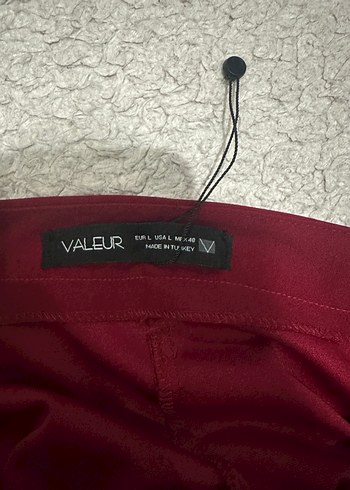 VALEUR
EUR L USA L MEX 48
MADE IN TURKEY